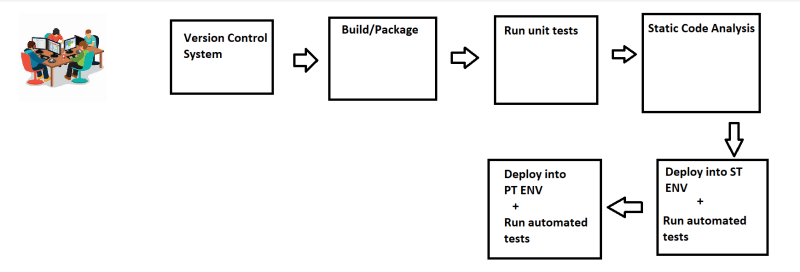 Version Control
System
Build/Package
Run unit tests
Static Code Analysis
Deploy into ST
ENV
+
Run automated
tests
Deploy into
PT ENV
+
Run automated
tests